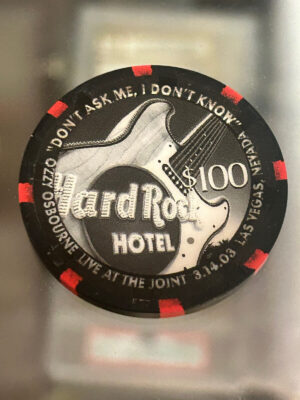 "DON'T ASK ME, I DON'T KNOW"
$100
Hard Rock
HOTEL
OZZY OSBOURNE LIVE AT THE JOINT 3.14.03 LAS VEGAS, NEVADA